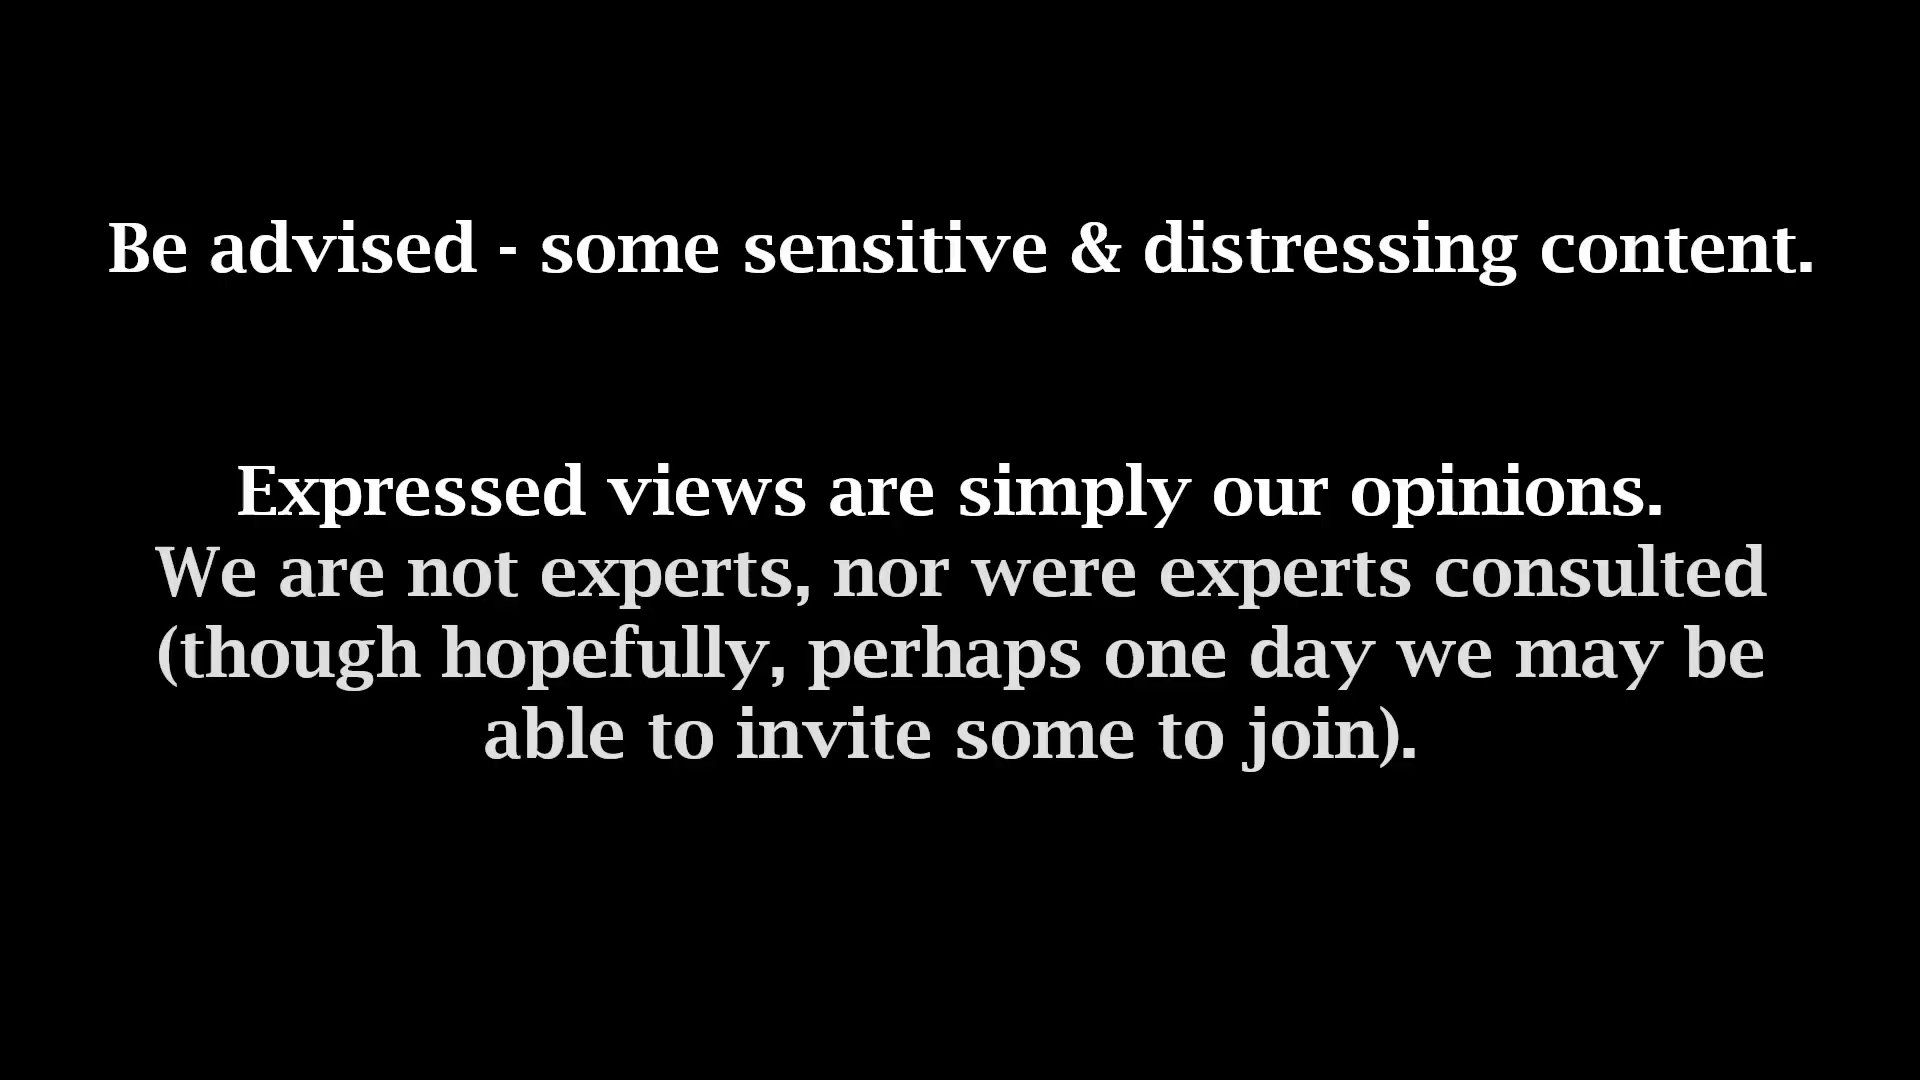 Be advised - some sensitive & distressing content.
Expressed views are simply our opinions.
We are not experts, nor were experts consulted
(though hopefully, perhaps one day we may be
able to invite some to join).